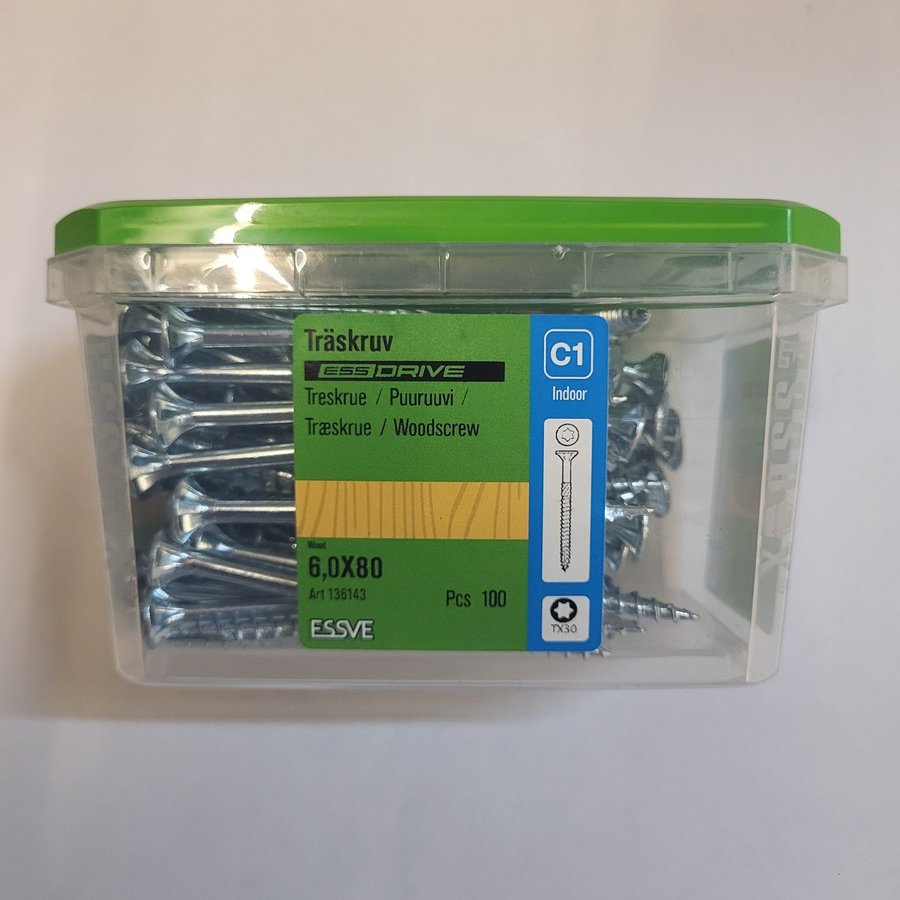 Träskruv
ESSDRIVE
Treskrue / Puuruuvi /
Træskrue / Woodscrew
Wood
6,0X80
Art 136143
Pcs 100
ESSVE
C1
Indoor
TX30